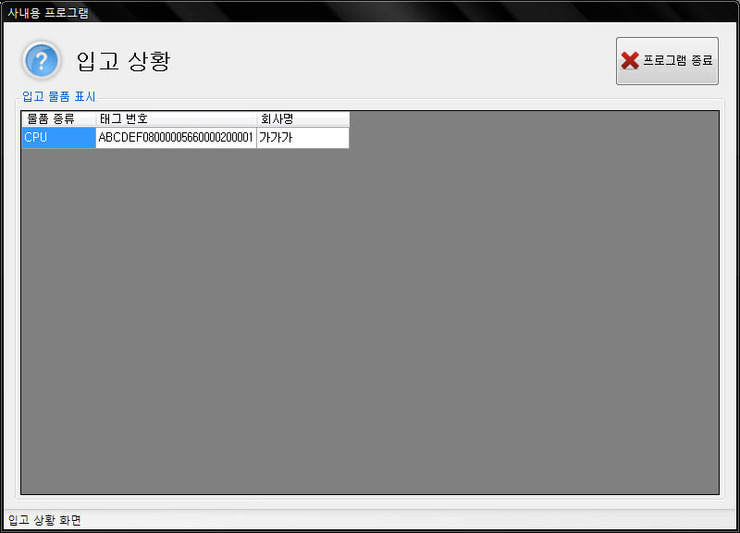 사내용 프로그램
입고 상황
프로그램 종료
입고 물품 표시
물품 종류 태그 번호 회사명
CPU ABCDEF08000005660000200001 가가가
입고 상황 화면